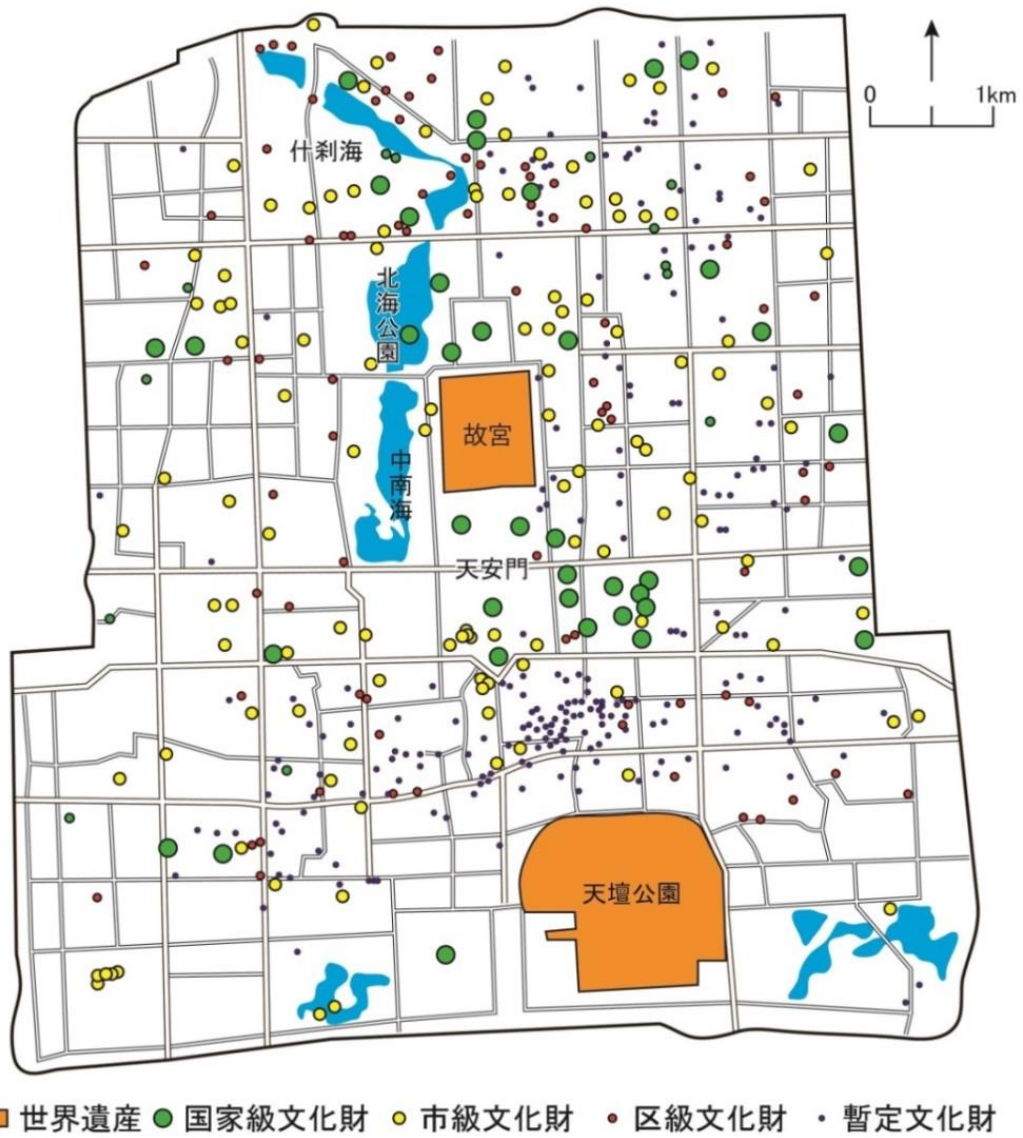 0 1km
什刹海
北海公園
故宮
中南海
天安門
天壇公園
世界遺産 国家級文化財 市級文化財 区級文化財 暫定文化財